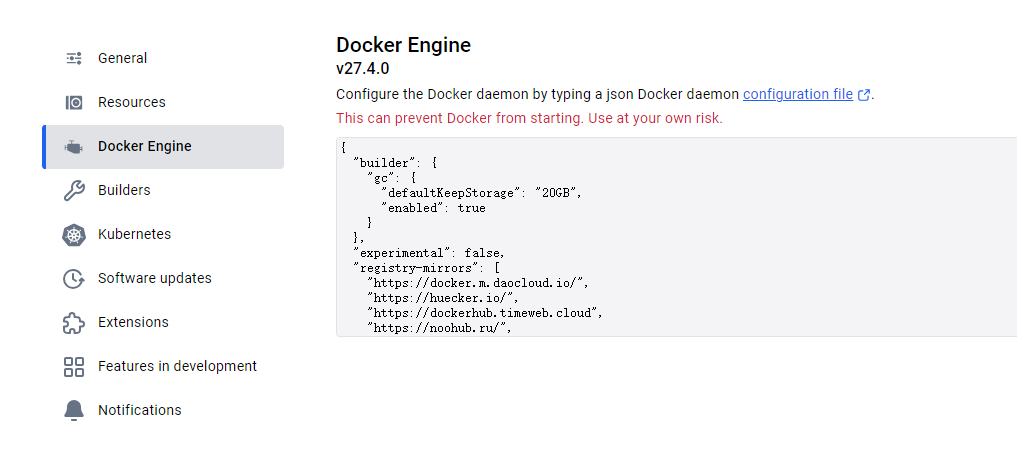 General
Resources
Docker Engine
Builders
Kubernetes
Software updates
Extensions
Features in development
Notifications
Docker Engine
v27.4.0
Configure the Docker daemon by typing a json Docker daemon configuration file.
This can prevent Docker from starting. Use at your own risk.
{
  "builder": {
    "gc": {
      "defaultKeepStorage": "20GB",
      "enabled": true
    }
  },
  "experimental": false,
  "registry-mirrors": [
    "https://docker.m.daocloud.io/",
    "https://huecker.io/",
    "https://dockerhub.timeweb.cloud",
    "https://noohub.ru/",